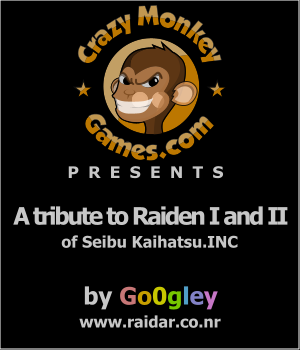 Crazy Monkey
Games.com
PRESENTS
A tribute to Raiden I and II
of Seibu Kaihatsu.INC
by Go0gley
www.raidar.co.nr